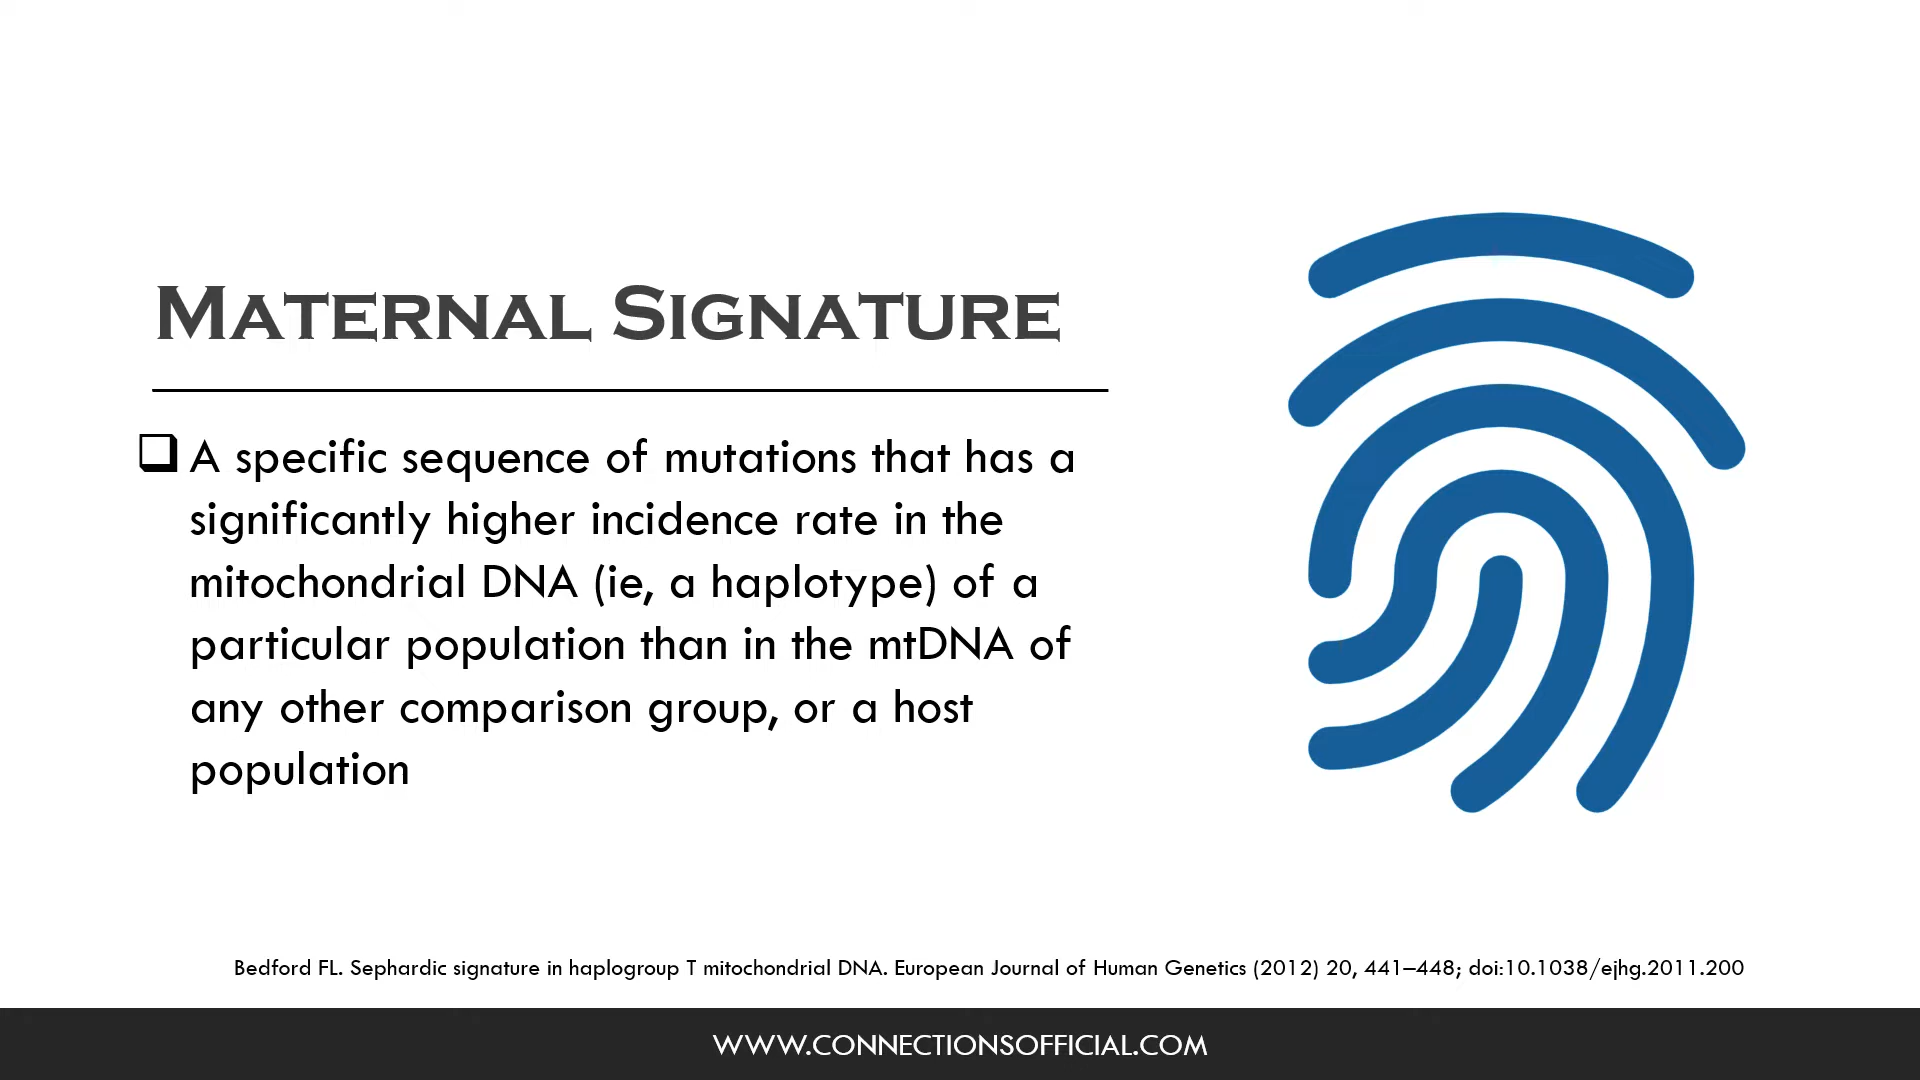 MATERNAL SIGNATURE
❑ A specific sequence of mutations that has a
significantly higher incidence rate in the
mitochondrial DNA (ie, a haplotype) of a
particular population than in the mtDNA of
any other comparison group, or a host
population
Bedford FL. Sephardic signature in haplogroup T mitochondrial DNA. European Journal of Human Genetics (2012) 20, 441–448; doi:10.1038/ejhg.2011.200
WWW.CONNECTIONSOFFICIAL.COM